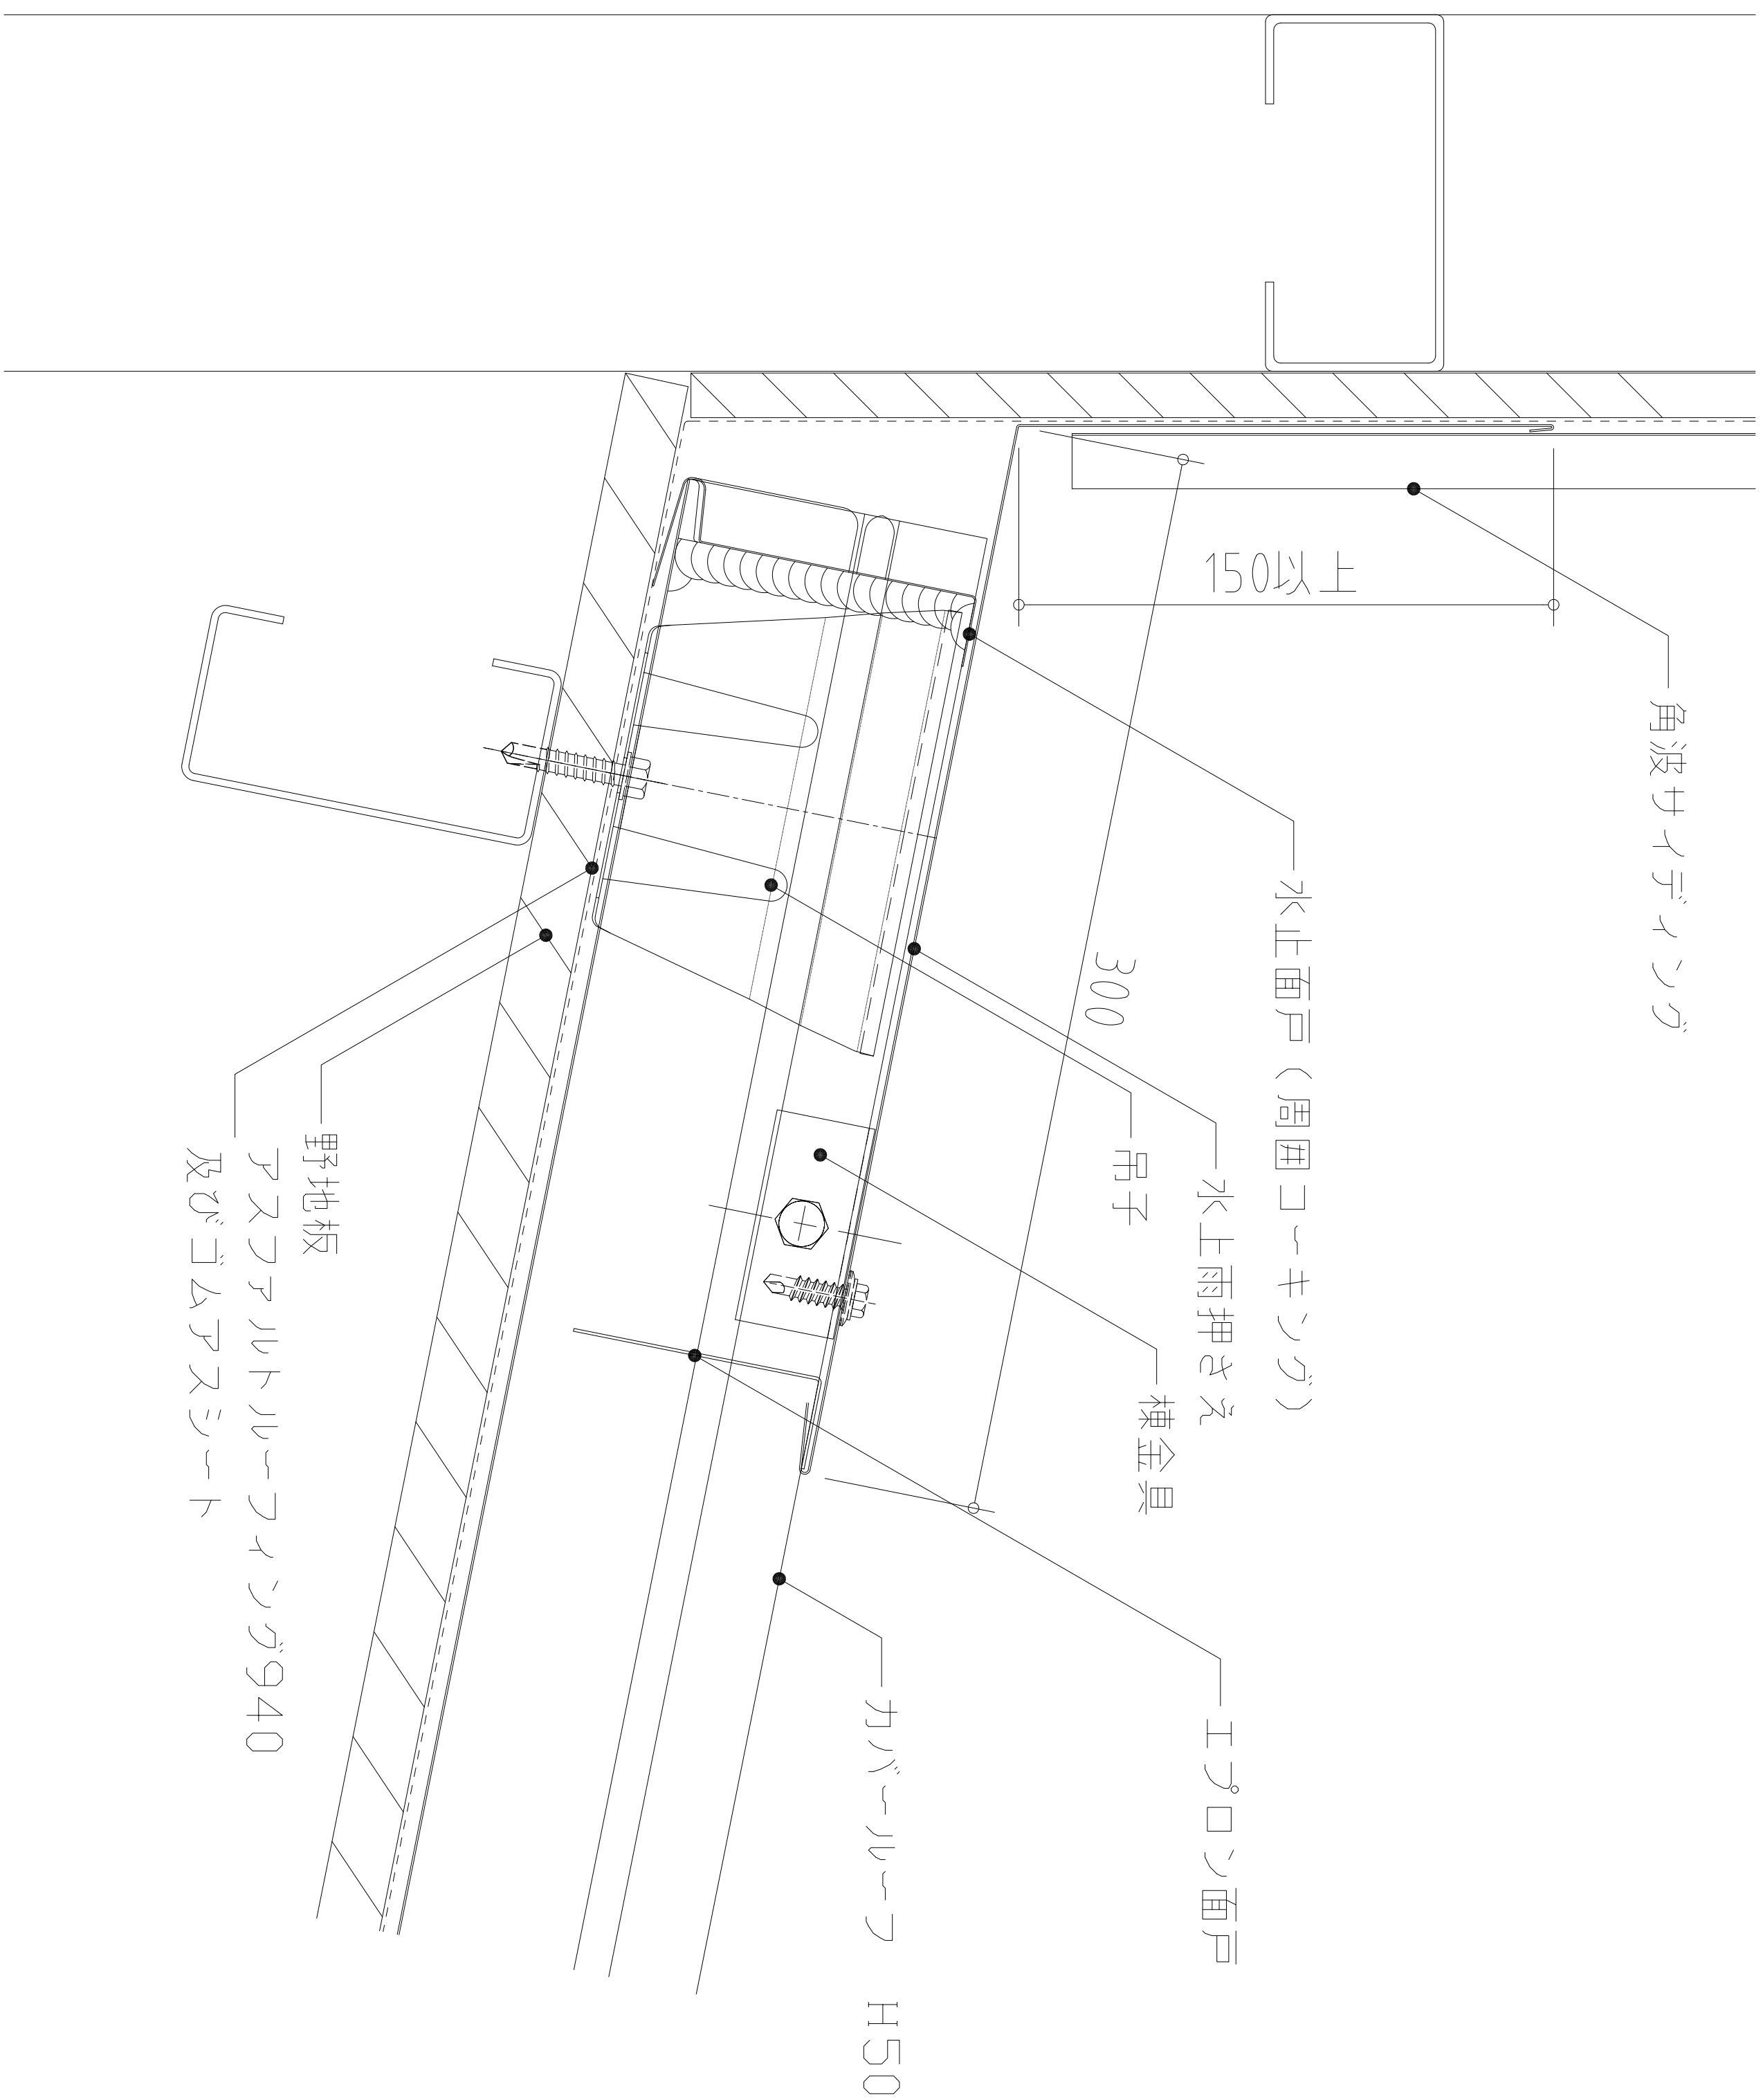 角波サイディング
150以上
水上面戸(周囲コーキング)
300
水上雨押さえ
吊子
棟金具
エプロン面戸
カバールーフ H50
野地板
アスファルトルーフィング940
及びゴムアスシート